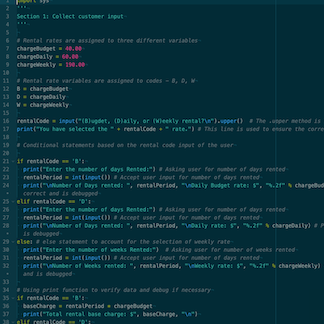 import sys
'''
Section 1: Collect customer input
'''
# Rental rates are assigned to three different variables
chargeBudget = 40.00
chargeDaily = 60.00
chargeWeekly = 190.00
# Rental rate variables are assigned to codes – B, D, W
B = chargeBudget
D = chargeDaily
W = chargeWeekly
rentalCode = input("(B)udget, (D)aily, or (W)eekly rental?\n").upper() # The .upper method is
print("You selected the " + rentalCode + " rate.") # This line is used to ensure the corre
# Conditional statements based on the rental code input of the user
if rentalCode == 'B':
print("Enter the number of days Rented:") # Asking user for number of days rented
rentalPeriod = int(input()) # Accept user input for number of days rented
print("\nNumber of days rented: ", rentalPeriod, "\nDaily Budget rate: $", "%.2f" % chargeBud
correct and is debugged
elif rentalCode == 'D':
print("Enter the number of days Rented:") # Asking user for number of days rented
rentalPeriod = int(input()) # Accept user input for number of days rented
print("\nNumber of days rented: ", rentalPeriod, "\nDaily rate: $", "%.2f" % chargeDaily) # P
is debugged
else: # else statement to account for the selection of weekly rate
print("Enter the number of weeks Rented:") # Asking user for number of weeks rented
rentalPeriod = int(input()) # Accept user input for number of days rented
print("\nNumber of Weeks rented: ", rentalPeriod, "\nWeekly rate: $", "%.2f" % chargeWeekly)
and is debugged
# Using print function to verify data and debug if necessary
if rentalCode == 'B':
baseCharge = rentalPeriod * chargeBudget
print("Total rental base charge: $", baseCharge, "\n")
elif rentalCode == 'D':